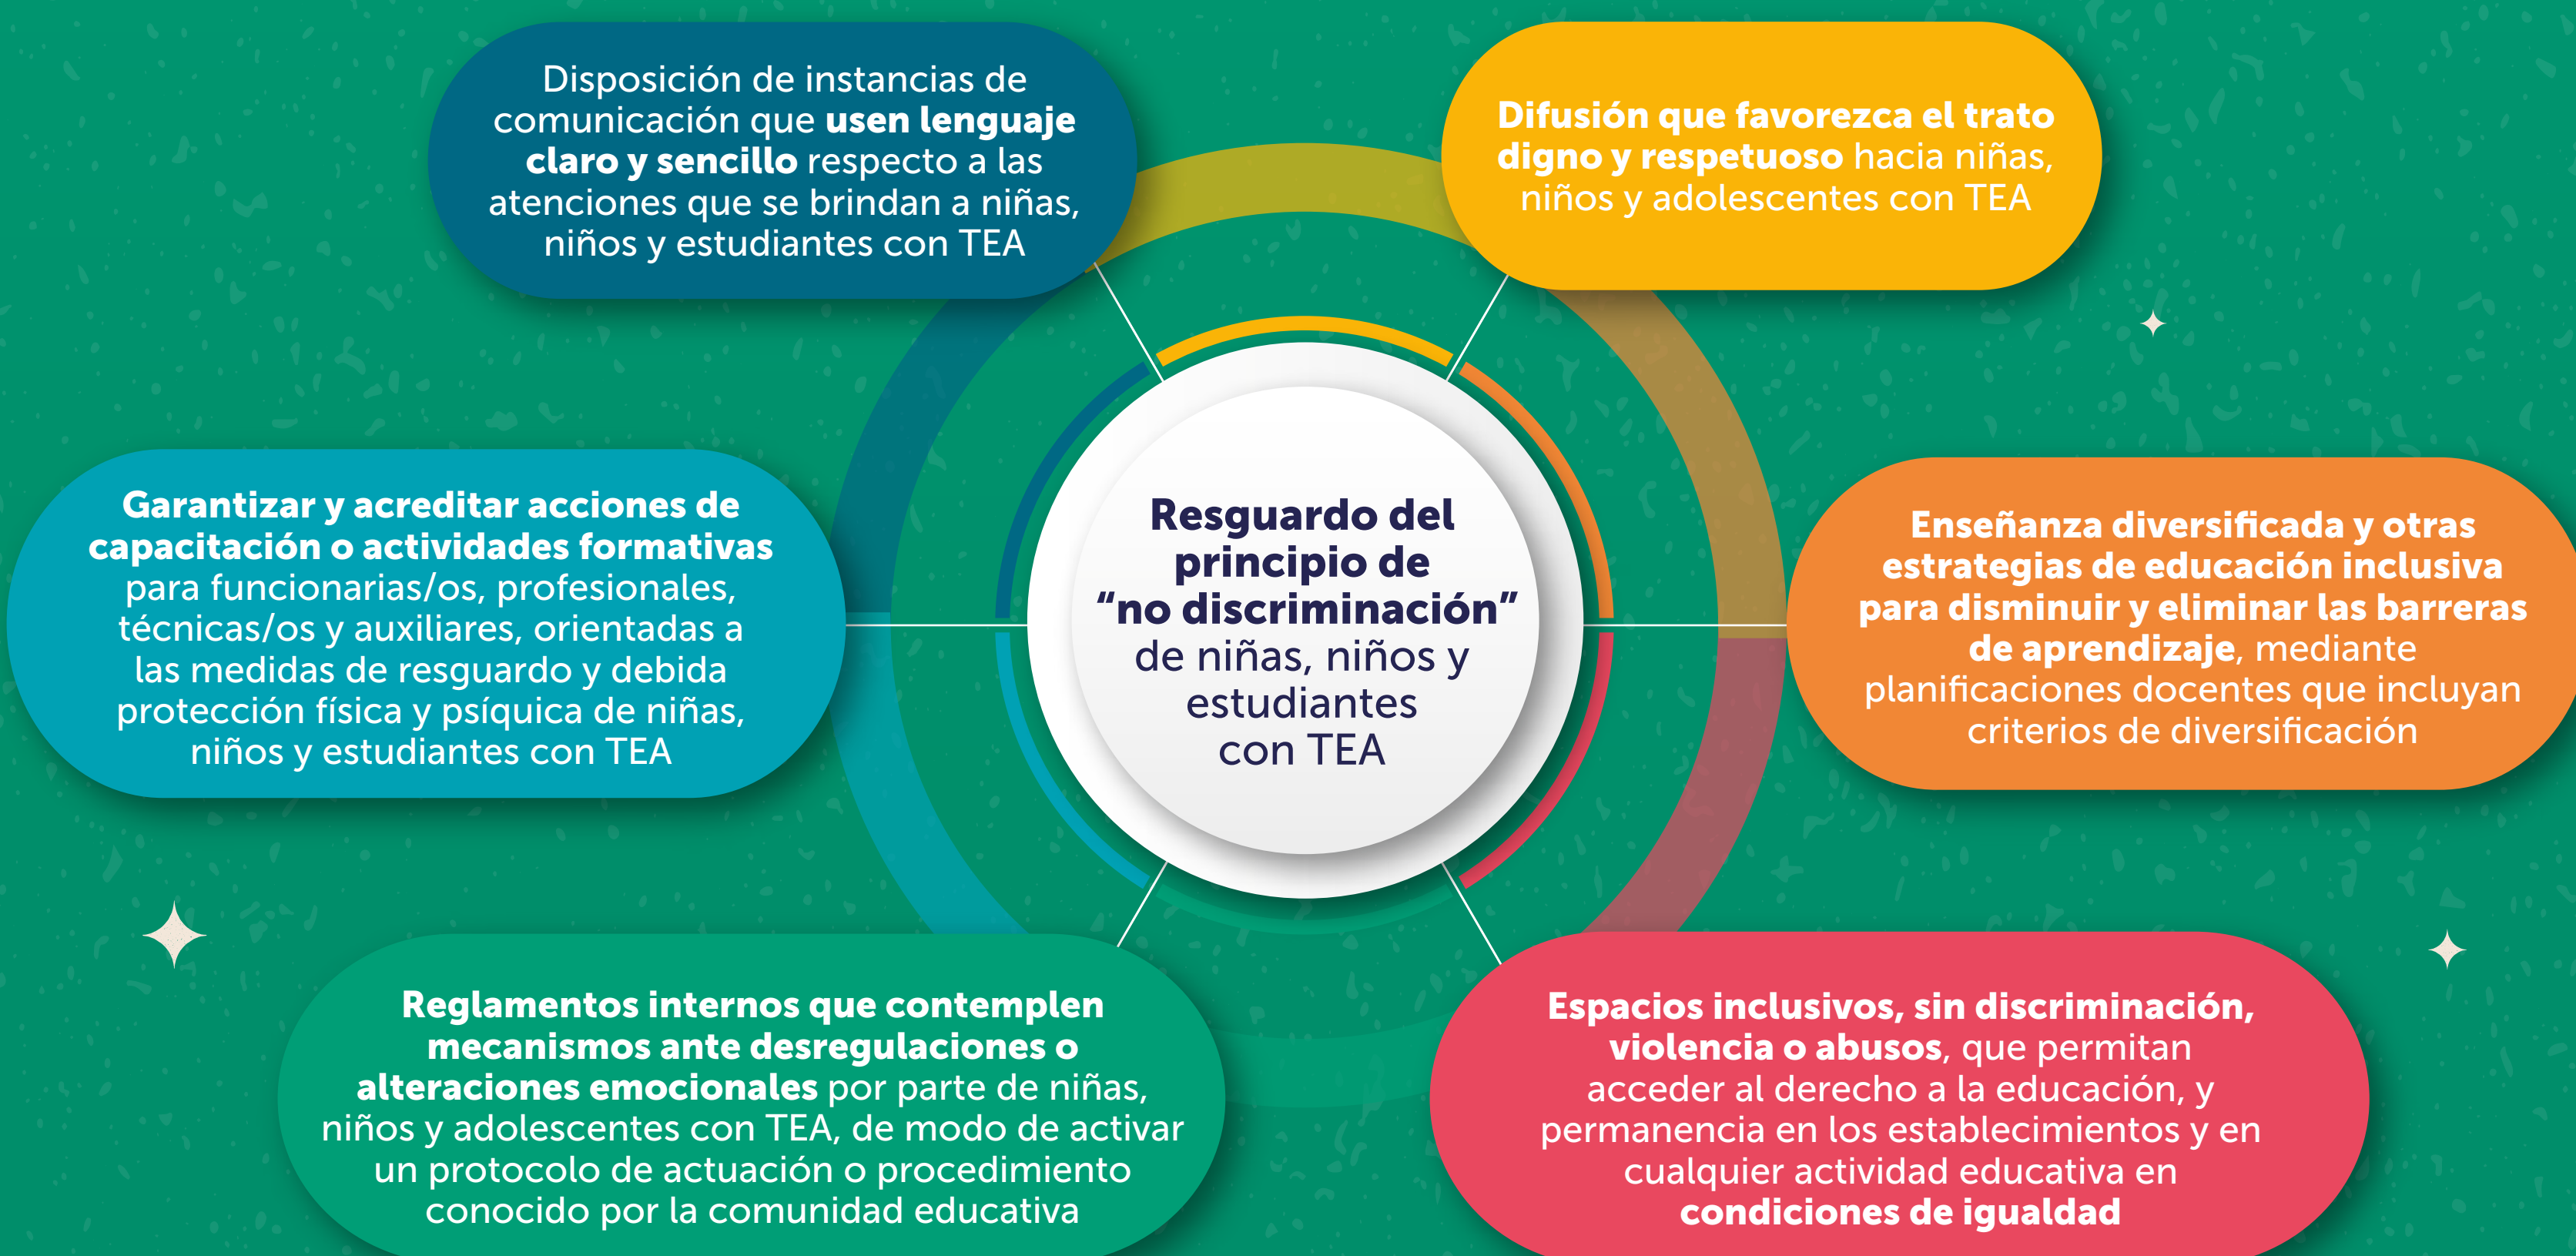 Disposición de instancias de
comunicación que usen lenguaje
claro y sencillo respecto a las
atenciones que se brindan a niñas,
niños y estudiantes con TEA
Difusión que favorezca el trato
digno y respetuoso hacia niñas,
niños y adolescentes con TEA
Garantizar y acreditar acciones de
capacitación o actividades formativas
para funcionarias/os, profesionales,
técnicas/os y auxiliares, orientadas a
las medidas de resguardo y debida
protección física y psíquica de niñas,
niños y estudiantes con TEA
Resguardo del
principio de
“no discriminación”
de niñas, niños y
estudiantes
con TEA
Enseñanza diversificada y otras
estrategias de educación inclusiva
para disminuir y eliminar las barreras
de aprendizaje, mediante
planificaciones docentes que incluyan
criterios de diversificación
Reglamentos internos que contemplen
mecanismos ante desregulaciones o
alteraciones emocionales por parte de niñas,
niños y adolescentes con TEA, de modo de activar
un protocolo de actuación o procedimiento
conocido por la comunidad educativa
Espacios inclusivos, sin discriminación,
violencia o abusos, que permitan
acceder al derecho a la educación, y
permanencia en los establecimientos y en
cualquier actividad educativa en
condiciones de igualdad